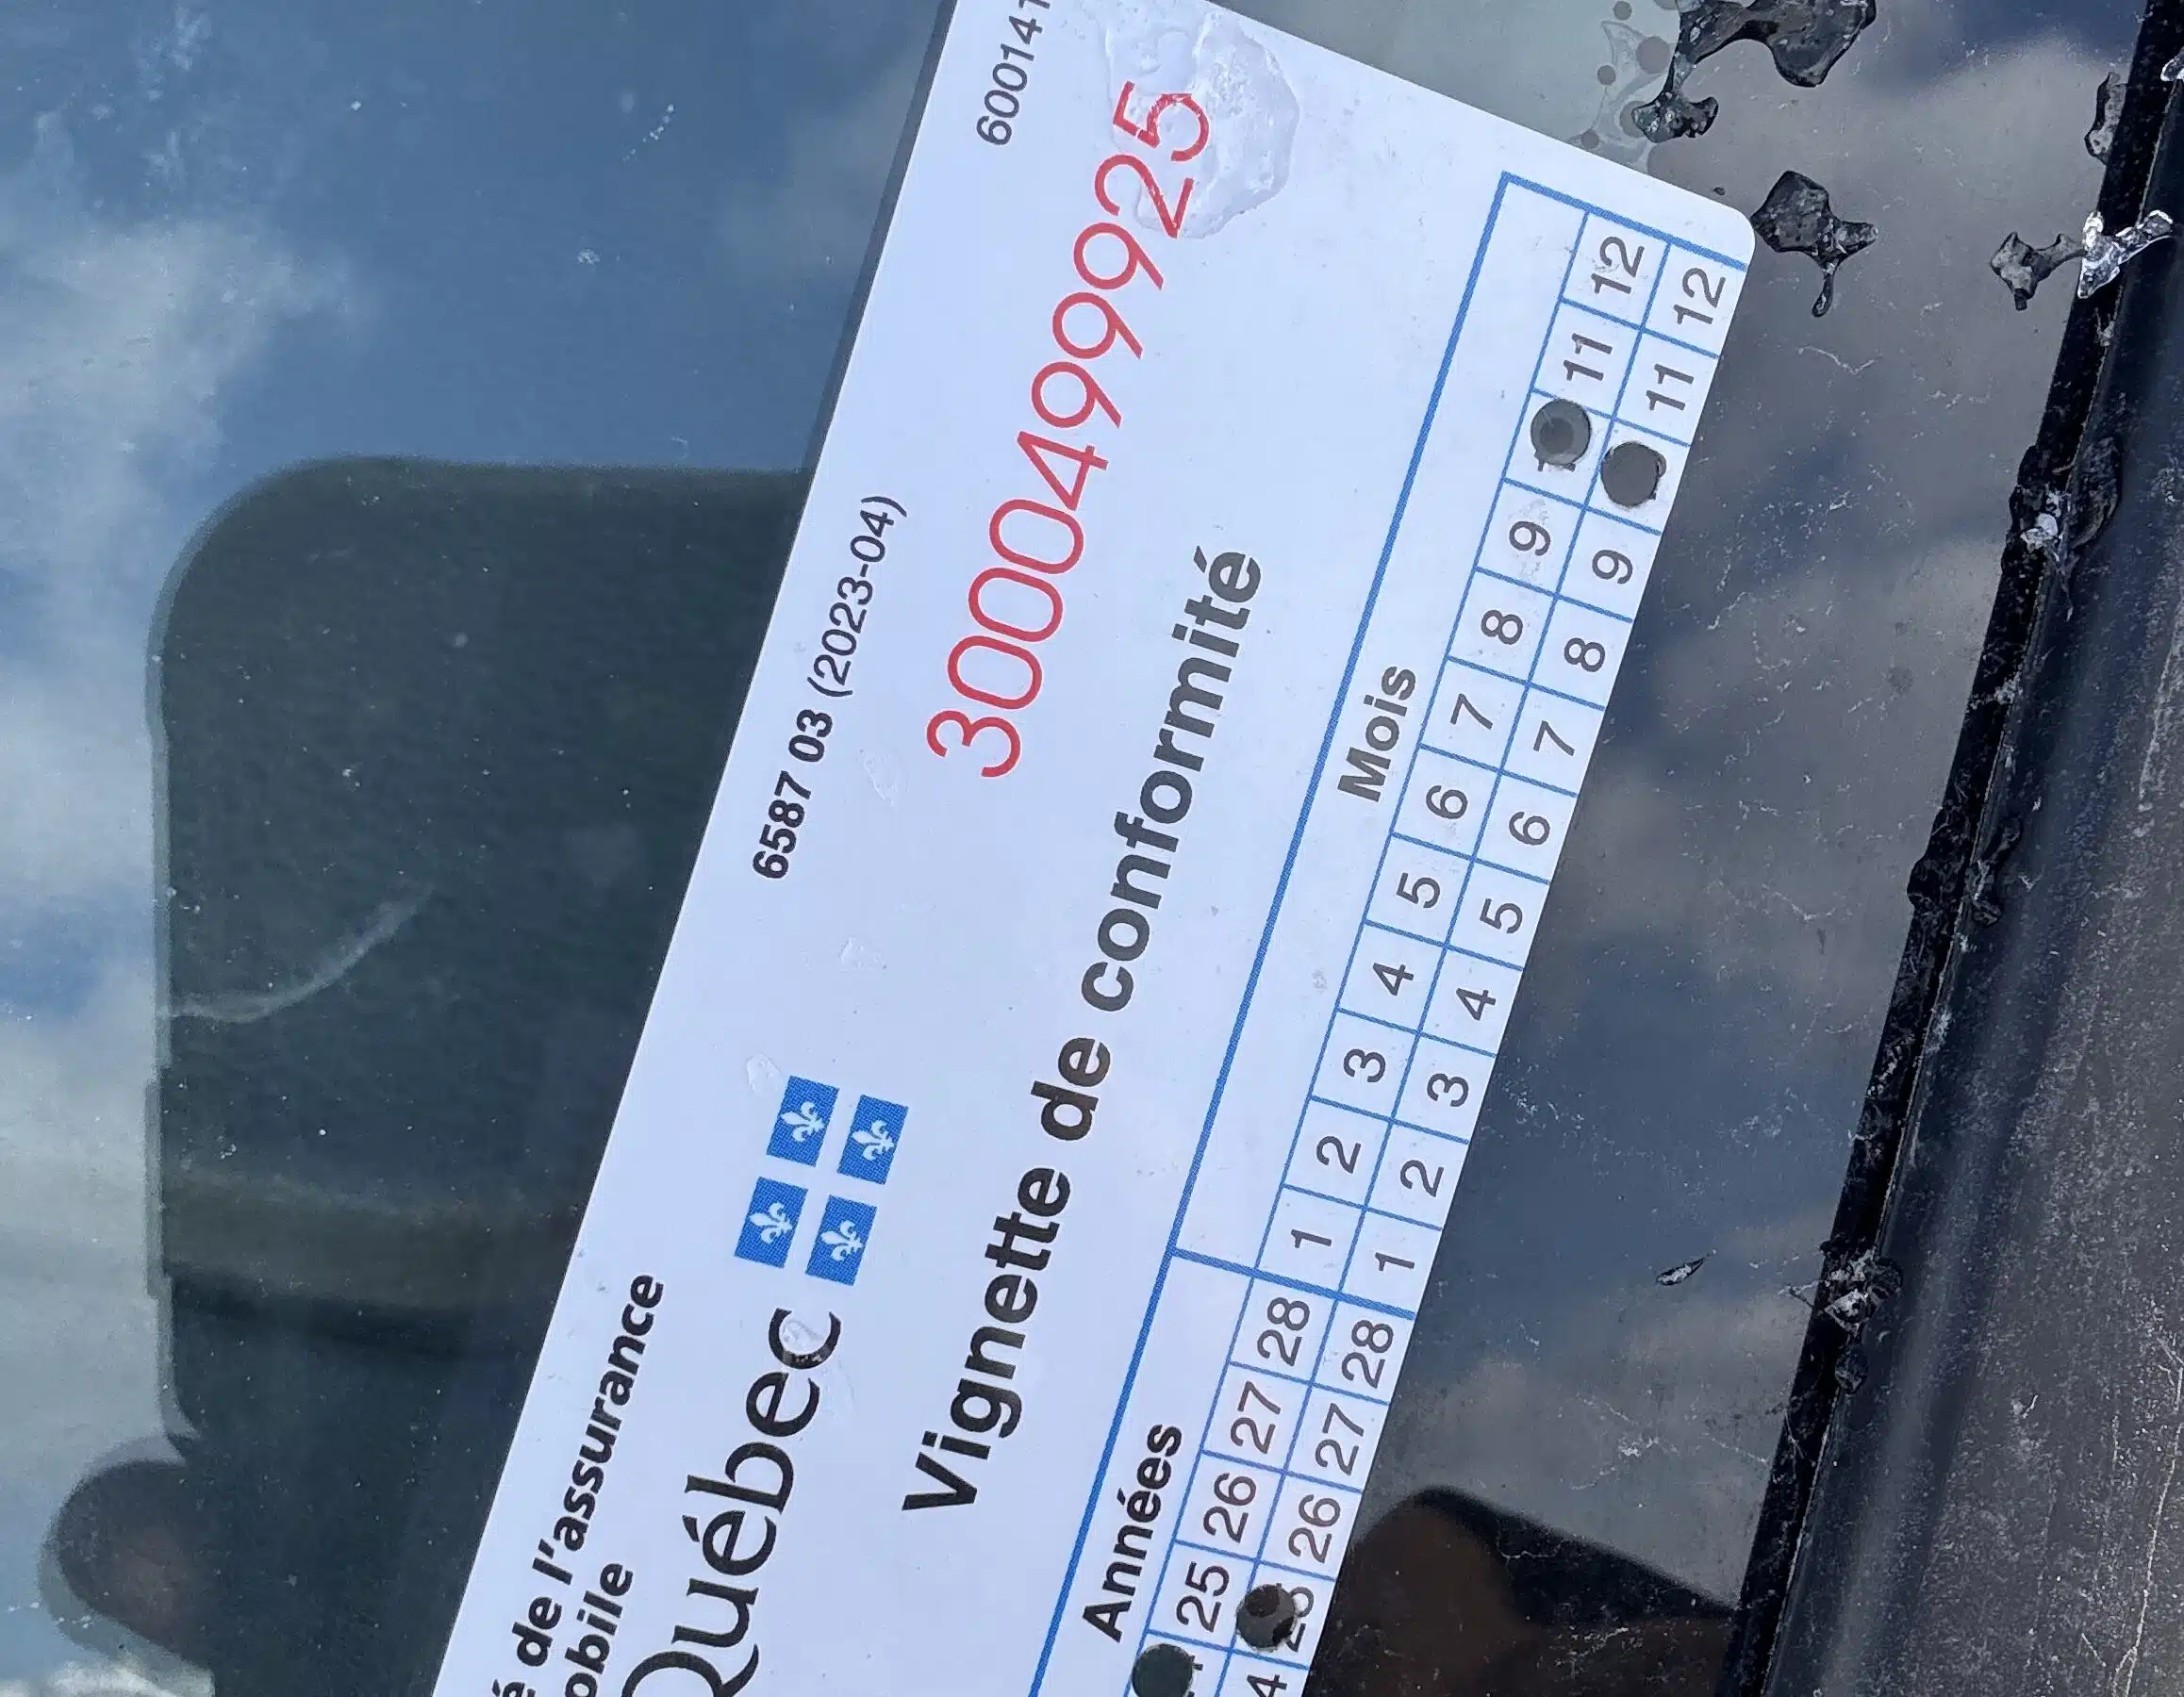 é de l'assurance
obile
6587 03 (2023-04)
600141
Québec
3000499925
Vignette de conformité
Années Mois
25 26 27 28 1 2 3 4 5 6 7 8 9 11 12
4 26 27 28 1 2 3 4 5 6 7 8 9 11 12